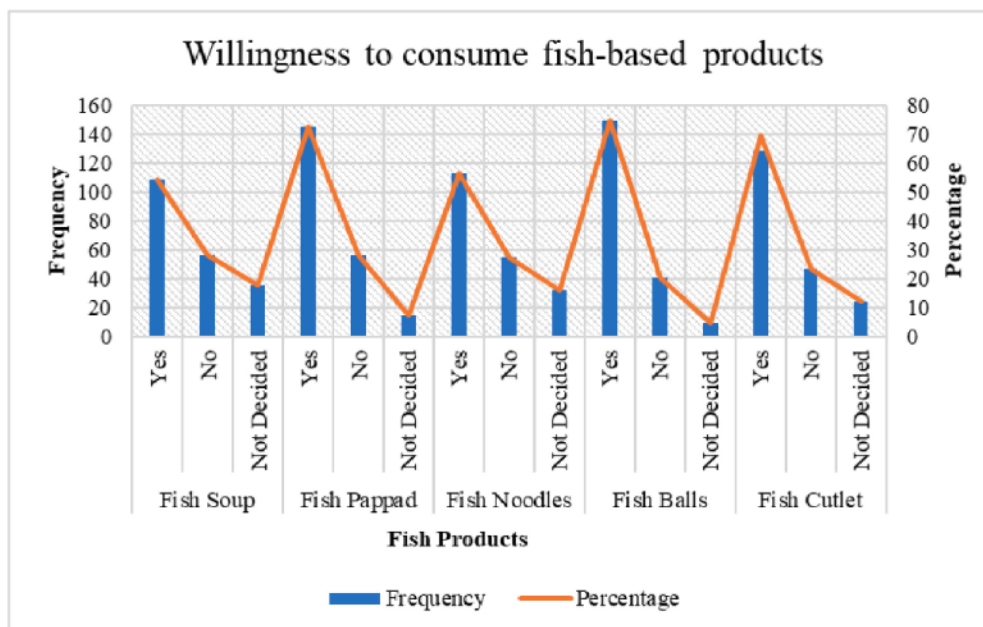 Willingness to consume fish-based products
160
140
120
100
80
60
40
20
0
Frequency
80
70
60
50
40
30
20
10
0
Percentage
Yes
No
Not Decided
Yes
No
Not Decided
Yes
No
Not Decided
Yes
No
Not Decided
Yes
No
Not Decided
Fish Soup
Fish Pappad
Fish Noodles
Fish Balls
Fish Cutlet
Fish Products
Frequency
Percentage